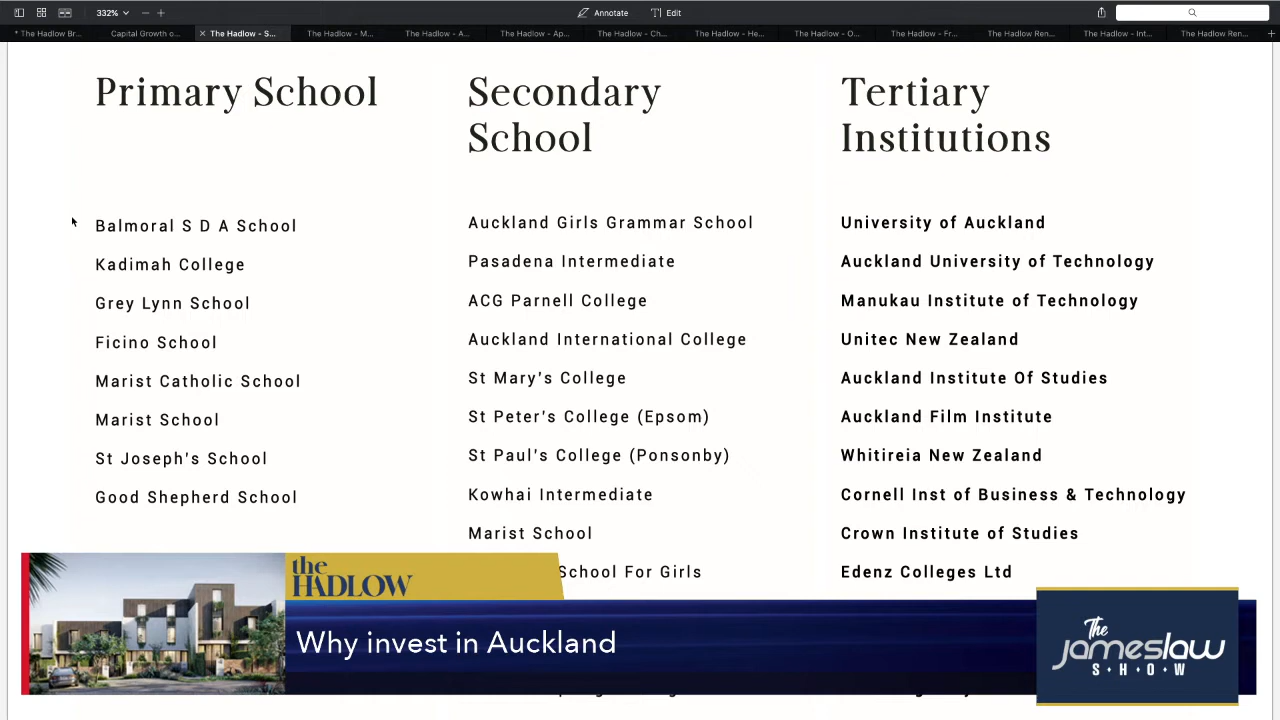 332%
Annotate
Edit
* The Hadlow Br...
Capital Growth o...
The Hadlow - S...
The Hadlow - M...
The Hadlow - A...
The Hadlow - Ap...
The Hadlow - Ch...
The Hadlow - He...
The Hadlow - O...
The Hadlow - Fr...
The Hadlow Ren...
The Hadlow - Int...
The Hadlow Ren...
Primary School
Balmoral S D A School
Kadimah College
Grey Lynn School
Ficino School
Marist Catholic School
Marist School
St Joseph's School
Good Shepherd School
Secondary
School
Auckland Girls Grammar School
Pasadena Intermediate
ACG Parnell College
Auckland International College
St Mary's College
St Peter's College (Epsom)
St Paul's College (Ponsonby)
Kowhai Intermediate
Marist School
School For Girls
Tertiary
Institutions
University of Auckland
Auckland University of Technology
Manukau Institute of Technology
Unitec New Zealand
Auckland Institute Of Studies
Auckland Film Institute
Whitireia New Zealand
Cornell Inst of Business & Technology
Crown Institute of Studies
Edenz Colleges Ltd
the
HADLOW
Why invest in Auckland
The
jameslaw
SHOW